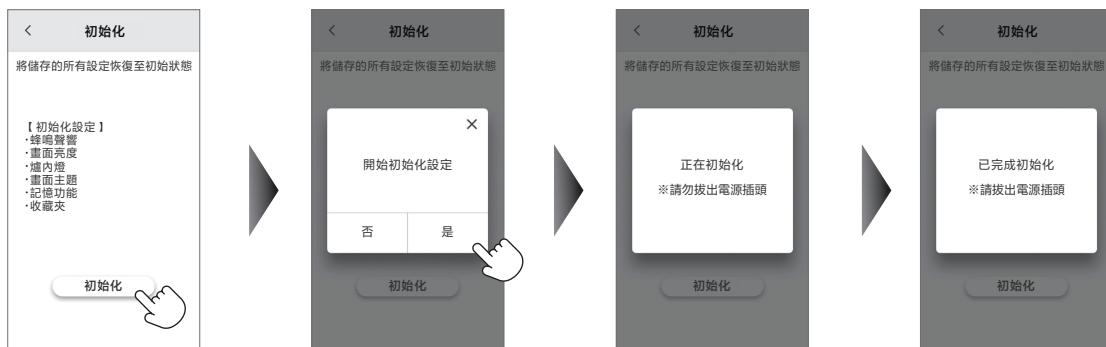 初始化
將儲存的所有設定恢復至初始狀態
【初始化設定】
･蜂鳴聲響
･畫面亮度
･爐內燈
･畫面主題
･記憶功能
･收藏夾
初始化
初始化
將儲存的所有設定恢復至初始狀態
開始初始化設定
否 是
初始化
初始化
將儲存的所有設定恢復至初始狀態
正在初始化
※請勿拔出電源插頭
初始化
初始化
將儲存的所有設定恢復至初始狀態
已完成初始化
※請拔出電源插頭
初始化